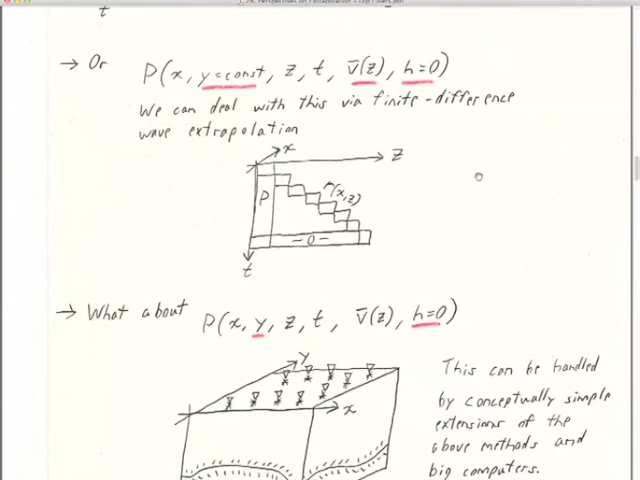 t
→ Or P(x, y=const, z, t, v̄(z), h=0)
We can deal with this via finite-difference
wave extrapolation
x
z
P
r(x,z)
-0-
t
→ What about P(x, y, z, t, v̄(z), h=0)
y
x
This can be handled
by conceptually simple
extensions of the
above methods and
big computers.